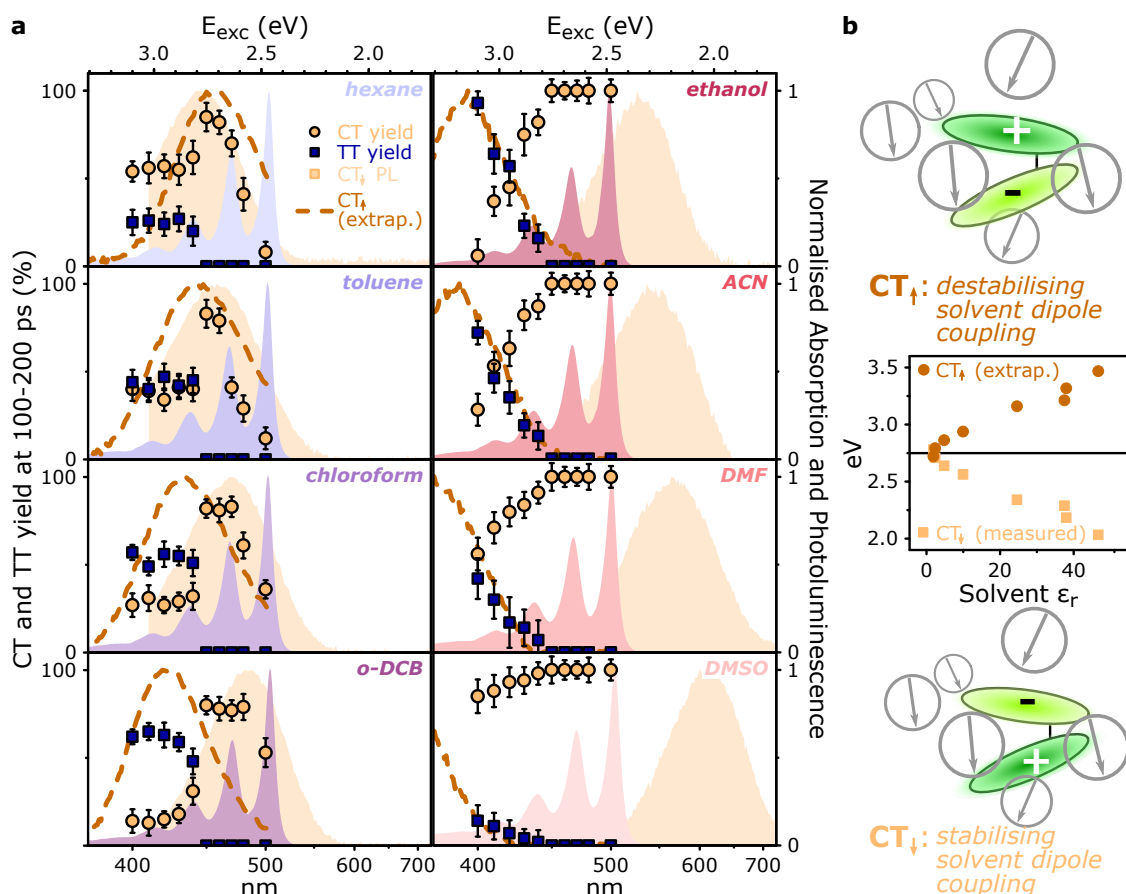 a
E_exc (eV)
E_exc (eV)
b
3.0 2.5 2.0
3.0 2.5 2.0
CT and TT yield at 100-200 ps (%)
100
0
100
0
100
0
100
0
hexane
CT yield
TT yield
CT↓ PL
CT↑
(extrap.)
toluene
chloroform
o-DCB
ethanol
ACN
DMF
DMSO
1
0
1
0
1
0
1
0
Normalised Absorption and Photoluminescence
400 500 600 700
nm
400 500 600 700
nm
+
-
CT↑: destabilising
solvent dipole
coupling
3.5
3.0
2.5
2.0
eV
CT↑ (extrap.)
CT↓ (measured)
0 20 40
Solvent ε_r
-
+
CT↓: stabilising
solvent dipole
coupling